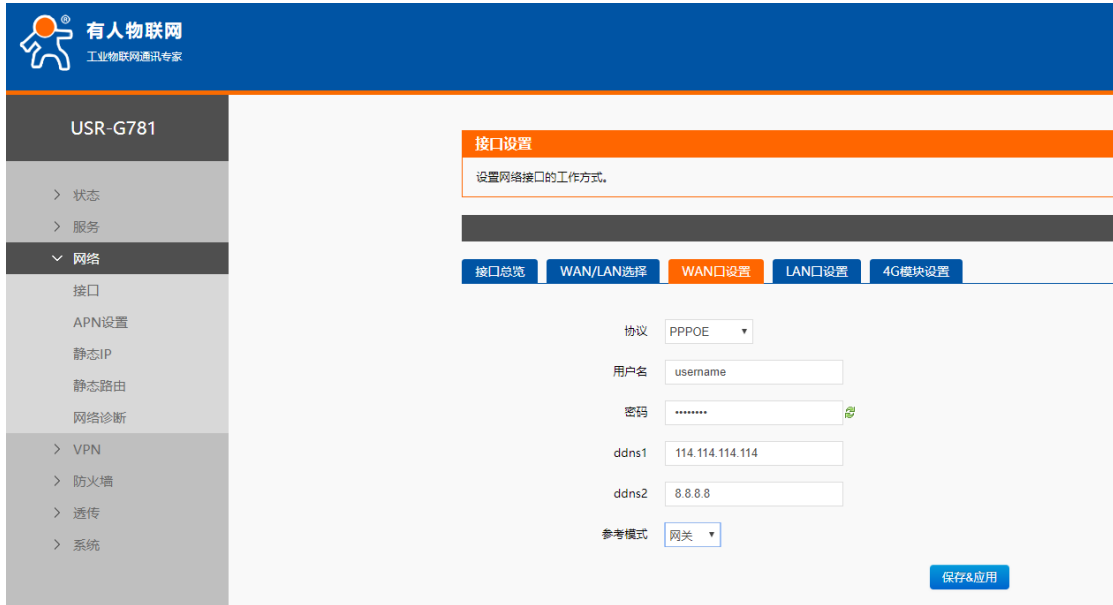 ®
有人物联网
工业物联网通讯专家
USR-G781
状态
服务
网络
接口
APN设置
静态IP
静态路由
网络诊断
VPN
防火墙
透传
系统
接口设置
设置网络接口的工作方式。
接口总览 WAN/LAN选择 WAN口设置 LAN口设置 4G模块设置
协议 PPPOE
用户名 username
密码 ••••••••
ddns1 114.114.114.114
ddns2 8.8.8.8
参考模式 网关
保存&应用